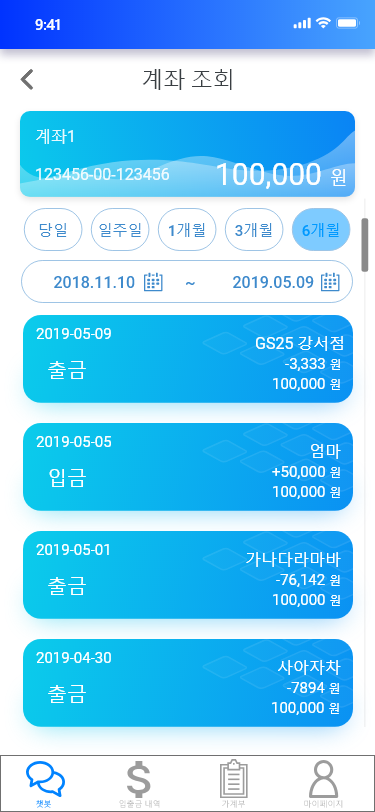 9:41
계좌 조회
계좌1
123456-00-123456 100,000 원
당일 일주일 1개월 3개월 6개월
2018.11.10 ~ 2019.05.09
2019-05-09
GS25 강서점
출금
-3,333 원
100,000 원
2019-05-05
엄마
입금
+50,000 원
100,000 원
2019-05-01
가나다라마바
출금
-76,142 원
100,000 원
2019-04-30
사아자차
출금
-7894 원
100,000 원
챗봇 입출금 내역 가계부 마이페이지